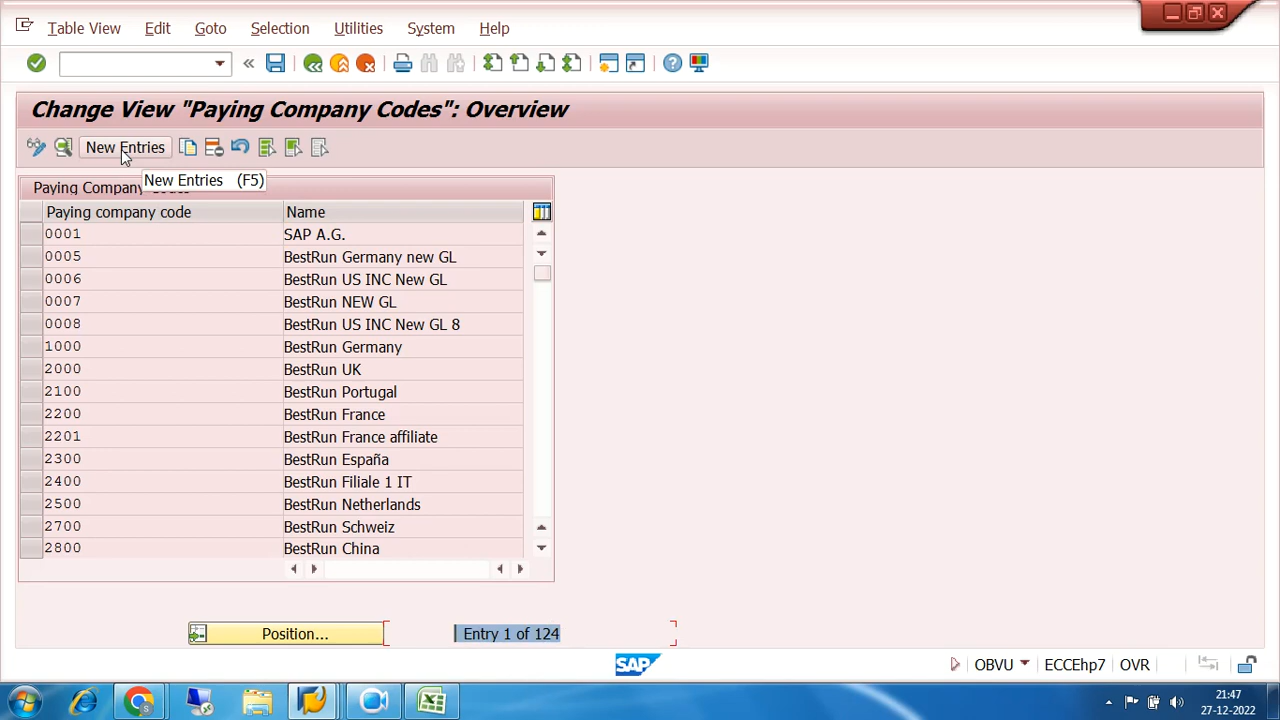 Table View Edit Goto Selection Utilities System Help
Change View "Paying Company Codes": Overview
New Entries
New Entries (F5)
Paying Company Codes
Paying company code Name
0001 SAP A.G.
0005 BestRun Germany new GL
0006 BestRun US INC New GL
0007 BestRun NEW GL
0008 BestRun US INC New GL 8
1000 BestRun Germany
2000 BestRun UK
2100 BestRun Portugal
2200 BestRun France
2201 BestRun France affiliate
2300 BestRun España
2400 BestRun Filiale 1 IT
2500 BestRun Netherlands
2700 BestRun Schweiz
2800 BestRun China
Position... Entry 1 of 124
SAP OBVU ECCEhp7 OVR
21:47
27-12-2022